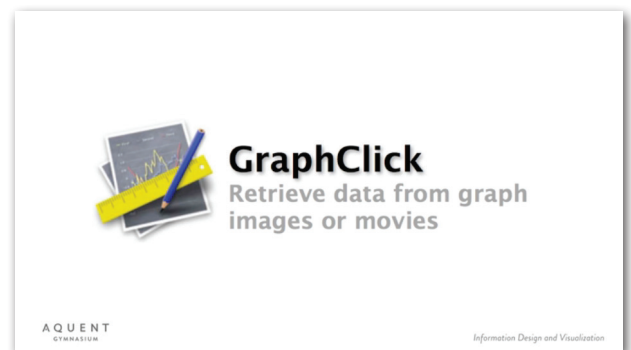 GraphClick
Retrieve data from graph
images or movies
AQUENT
GYMNASIUM
Information Design and Visualization